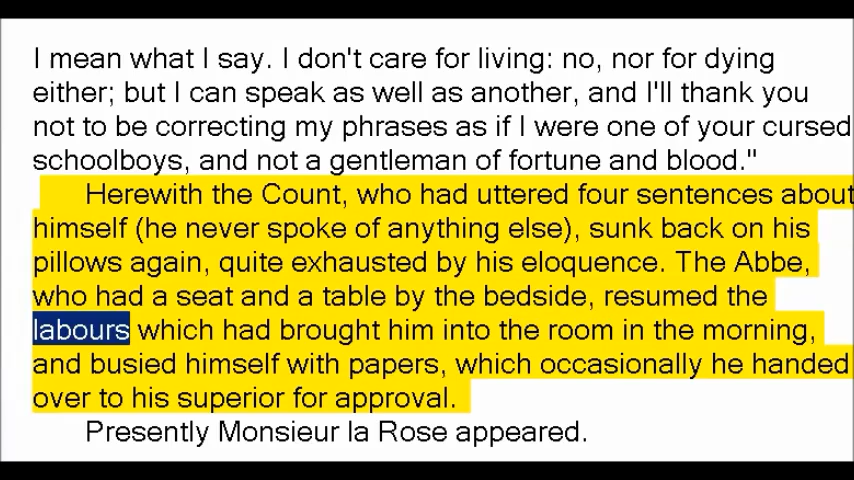 I mean what I say. I don't care for living: no, nor for dying
either; but I can speak as well as another, and I'll thank you
not to be correcting my phrases as if I were one of your cursed
schoolboys, and not a gentleman of fortune and blood."
Herewith the Count, who had uttered four sentences about
himself (he never spoke of anything else), sunk back on his
pillows again, quite exhausted by his eloquence. The Abbe,
who had a seat and a table by the bedside, resumed the
labours which had brought him into the room in the morning,
and busied himself with papers, which occasionally he handed
over to his superior for approval.
Presently Monsieur la Rose appeared.